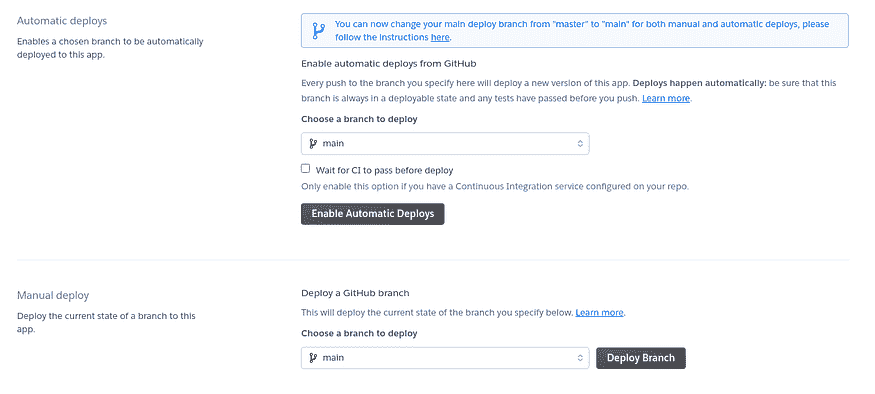 Automatic deploys
Enables a chosen branch to be automatically
deployed to this app.
You can now change your main deploy branch from "master" to "main" for both manual and automatic deploys, please
follow the instructions here.
Enable automatic deploys from GitHub
Every push to the branch you specify here will deploy a new version of this app. Deploys happen automatically: be sure that this
branch is always in a deployable state and any tests have passed before you push. Learn more.
Choose a branch to deploy
main
Wait for CI to pass before deploy
Only enable this option if you have a Continuous Integration service configured on your repo.
Enable Automatic Deploys
Manual deploy
Deploy the current state of a branch to this
app.
Deploy a GitHub branch
This will deploy the current state of the branch you specify below. Learn more.
Choose a branch to deploy
main
Deploy Branch